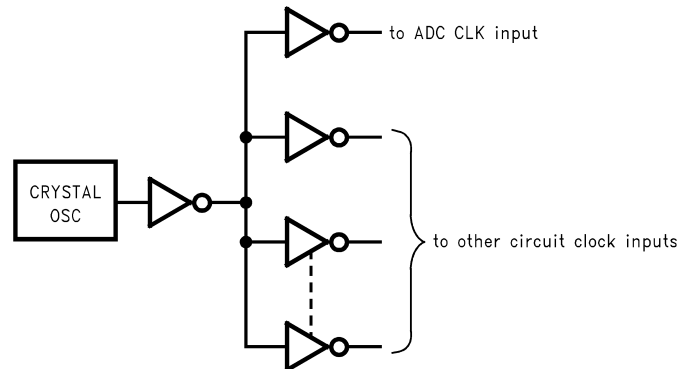 to ADC CLK input
CRYSTAL
OSC
to other circuit clock inputs